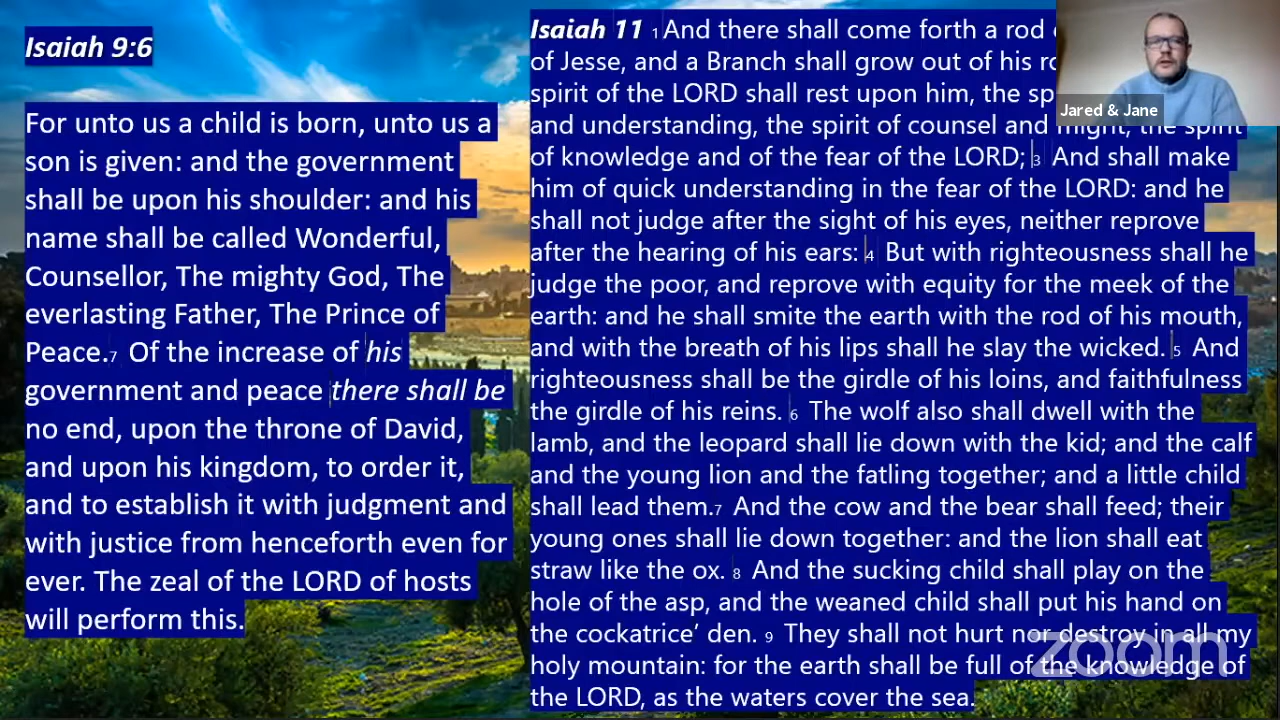 Isaiah 9:6
For unto us a child is born, unto us a
son is given: and the government
shall be upon his shoulder: and his
name shall be called Wonderful,
Counsellor, The mighty God, The
everlasting Father, The Prince of
Peace.7 Of the increase of his
government and peace there shall be
no end, upon the throne of David,
and upon his kingdom, to order it,
and to establish it with judgment and
with justice from henceforth even for
ever. The zeal of the LORD of hosts
will perform this.
Isaiah 11 1 And there shall come forth a rod
of Jesse, and a Branch shall grow out of his
spirit of the LORD shall rest upon him, the
and understanding, the spirit of counsel and might, the spirit
of knowledge and of the fear of the LORD; 3 And shall make
him of quick understanding in the fear of the LORD: and he
shall not judge after the sight of his eyes, neither reprove
after the hearing of his ears: 4 But with righteousness shall he
judge the poor, and reprove with equity for the meek of the
earth: and he shall smite the earth with the rod of his mouth,
and with the breath of his lips shall he slay the wicked. 5 And
righteousness shall be the girdle of his loins, and faithfulness
the girdle of his reins. 6 The wolf also shall dwell with the
lamb, and the leopard shall lie down with the kid; and the calf
and the young lion and the fatling together; and a little child
shall lead them.7 And the cow and the bear shall feed; their
young ones shall lie down together: and the lion shall eat
straw like the ox. 8 And the sucking child shall play on the
hole of the asp, and the weaned child shall put his hand on
the cockatrice’ den. 9 They shall not hurt nor destroy in all my
holy mountain: for the earth shall be full of the knowledge of
the LORD, as the waters cover the sea.
Jared & Jane
zoom